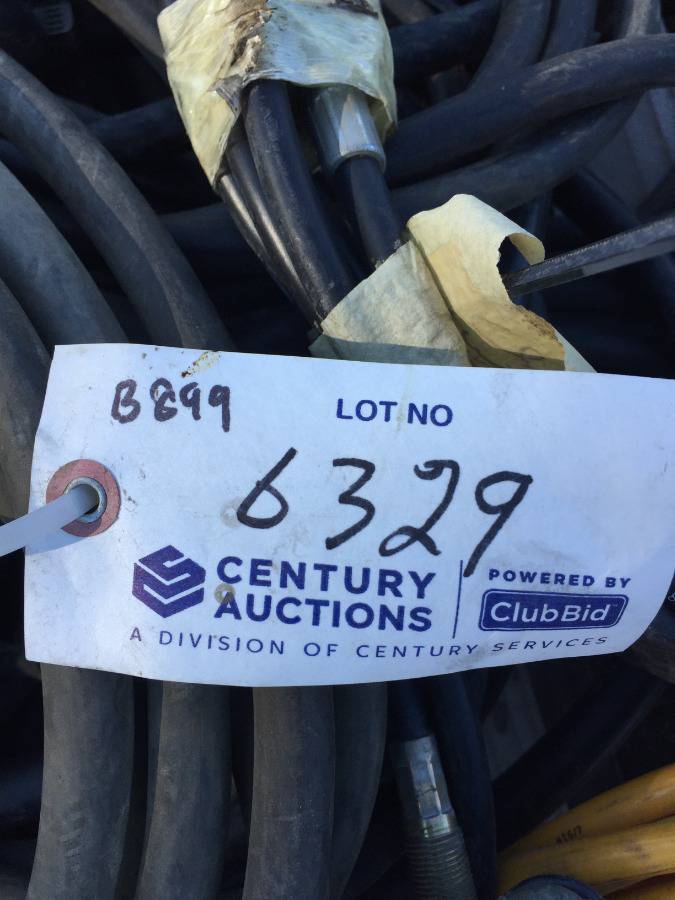 B899
LOT NO
6329
CENTURY
AUCTIONS
POWERED BY
ClubBid
A DIVISION OF CENTURY SERVICES